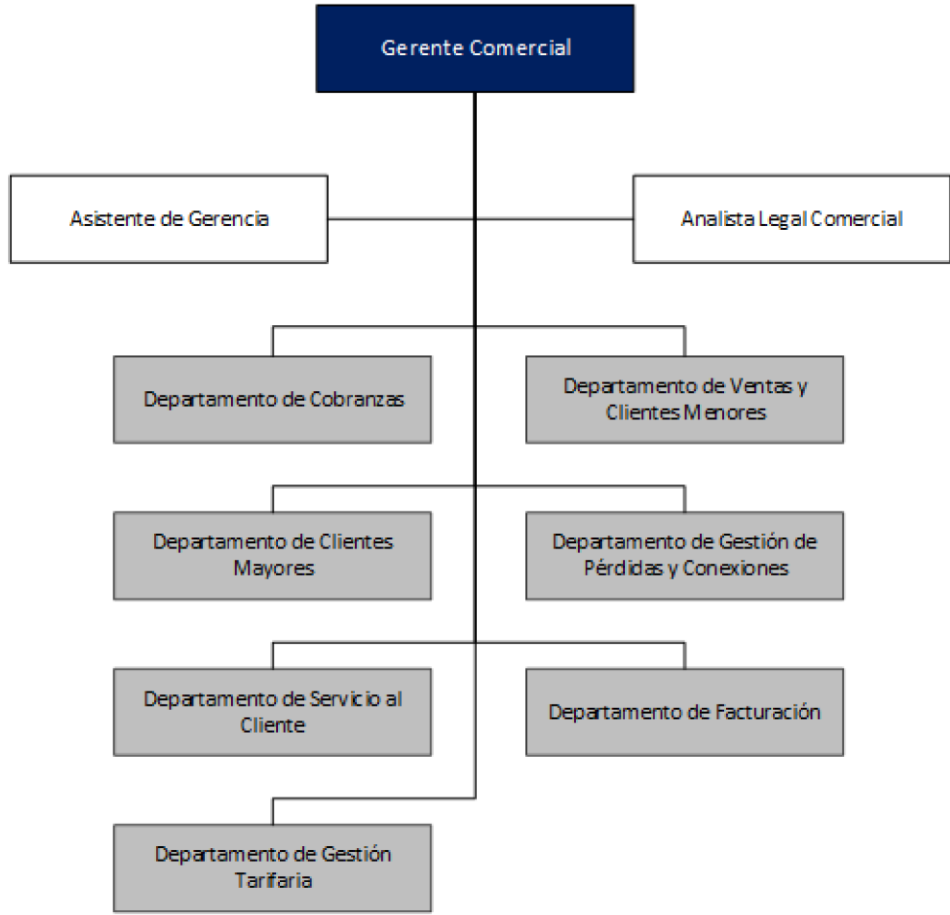 Gerente Comercial
Asistente de Gerencia
Analista Legal Comercial
Departamento de Cobranzas
Departamento de Ventas y
Clientes Menores
Departamento de Clientes
Mayores
Departamento de Gestión de
Pérdidas y Conexiones
Departamento de Servicio al
Cliente
Departamento de Facturación
Departamento de Gestión
Tarifaria